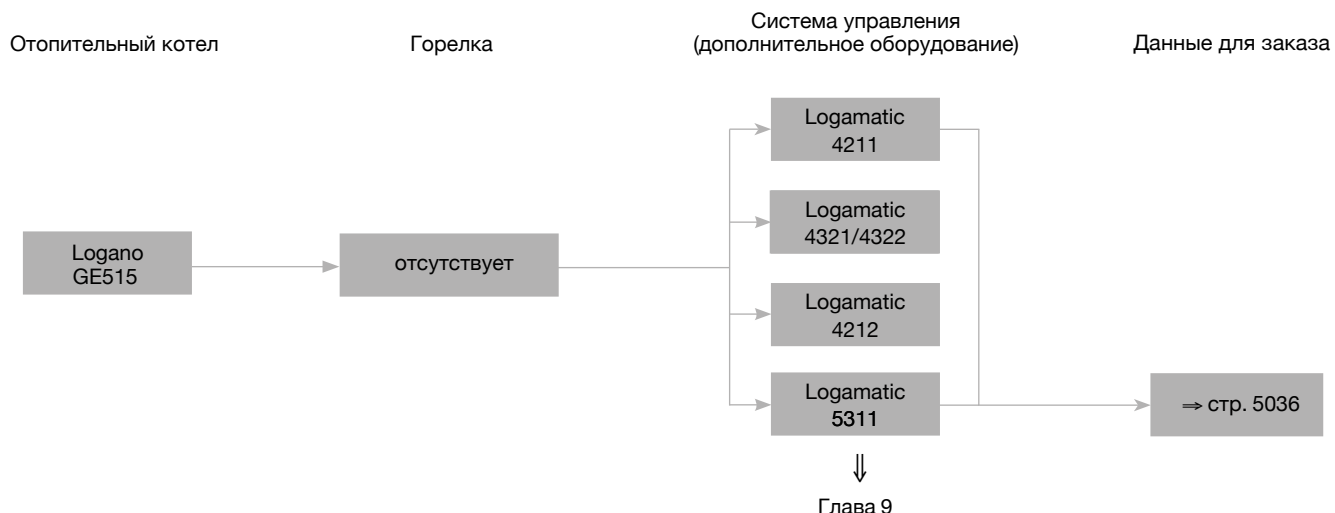 Отопительный котел
Горелка
Система управления
(дополнительное оборудование)
Данные для заказа
Logano
GE515
отсутствует
Logamatic
4211
Logamatic
4321/4322
Logamatic
4212
Logamatic
5311
⇒ стр. 5036
Глава 9